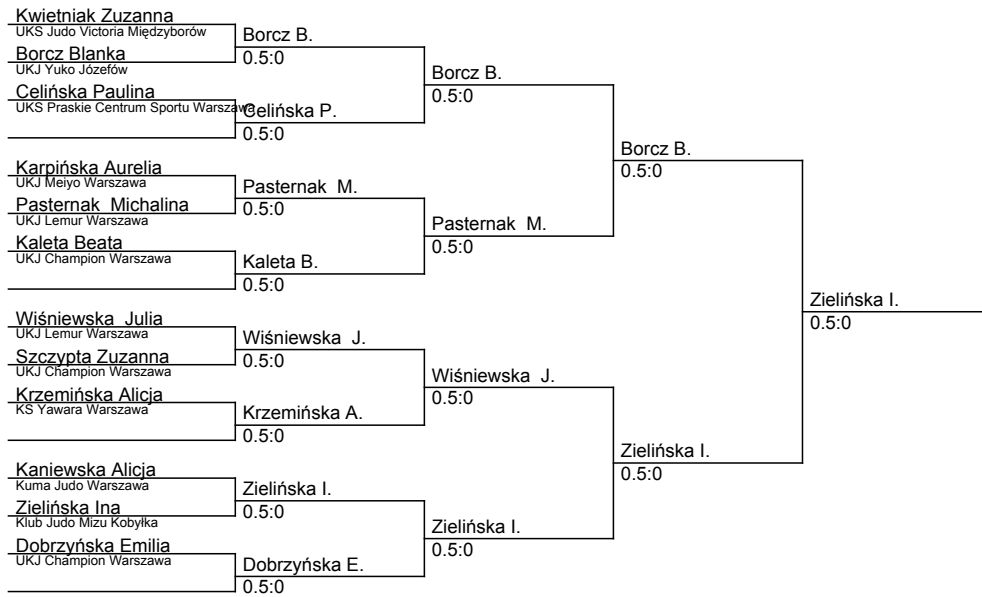 Kwietniak Zuzanna
UKS Judo Victoria Międzyborów
Borcz Blanka
UKJ Yuko Józefów
Celińska Paulina
UKS Praskie Centrum Sportu Warszawa
Karpińska Aurelia
UKJ Meiyo Warszawa
Pasternak  Michalina
UKJ Lemur Warszawa
Kaleta Beata
UKJ Champion Warszawa
Wiśniewska  Julia
UKJ Lemur Warszawa
Szczypta Zuzanna
UKJ Champion Warszawa
Krzemińska Alicja
KS Yawara Warszawa
Kaniewska Alicja
Kuma Judo Warszawa
Zielińska Ina
Klub Judo Mizu Kobyłka
Dobrzyńska Emilia
UKJ Champion Warszawa
Borcz B.
0.5:0
Celińska P.
0.5:0
Pasternak  M.
0.5:0
Kaleta B.
0.5:0
Wiśniewska  J.
0.5:0
Krzemińska A.
0.5:0
Zielińska I.
0.5:0
Dobrzyńska E.
0.5:0
Borcz B.
0.5:0
Pasternak  M.
0.5:0
Wiśniewska  J.
0.5:0
Zielińska I.
0.5:0
Borcz B.
0.5:0
Zielińska I.
0.5:0
Zielińska I.
0.5:0